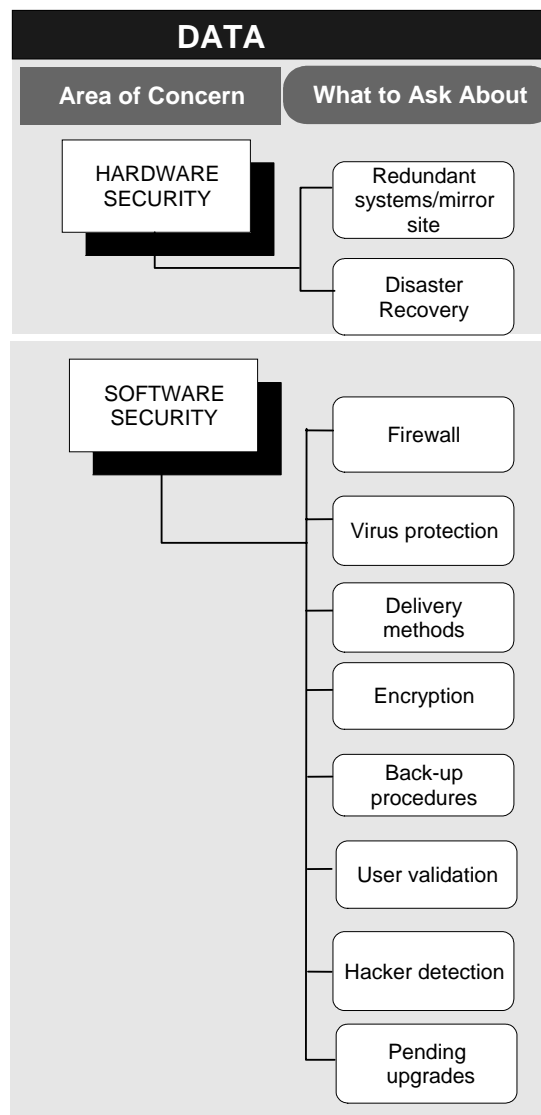 DATA
Area of Concern
What to Ask About
HARDWARE
SECURITY
Redundant
systems/mirror
site
Disaster
Recovery
SOFTWARE
SECURITY
Firewall
Virus protection
Delivery
methods
Encryption
Back-up
procedures
User validation
Hacker detection
Pending
upgrades